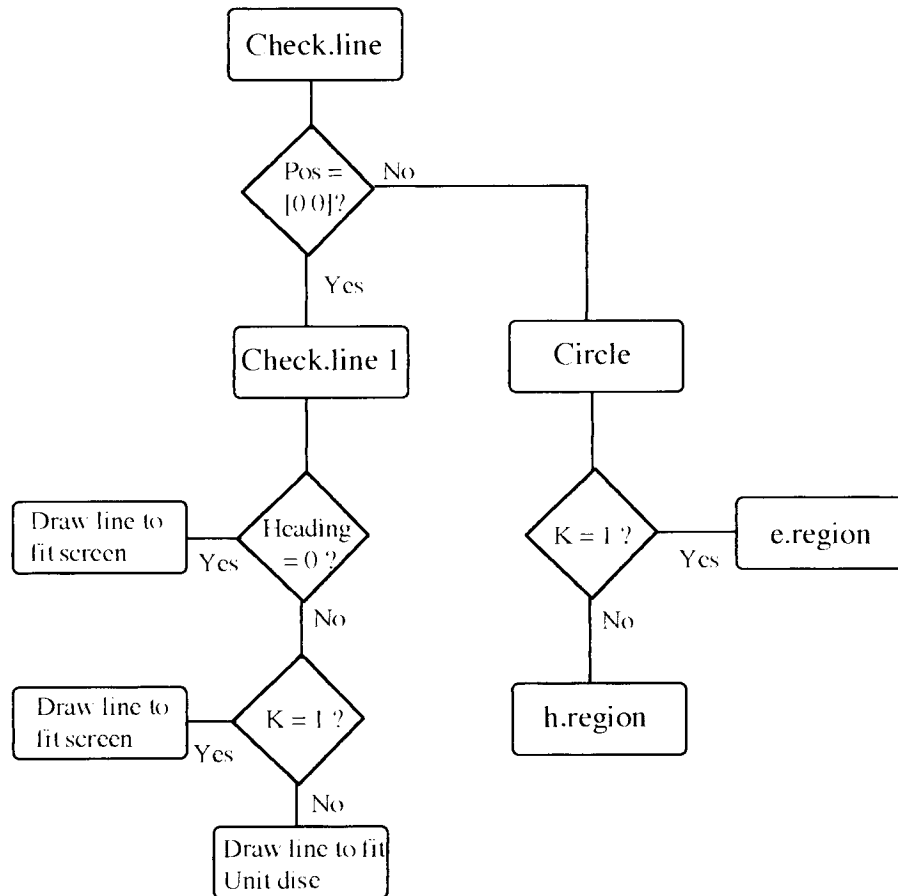 Check.line
Pos =
[0 0]?
No
Yes
Check.line 1
Circle
Heading
= 0 ?
Yes
Draw line to
fit screen
No
K = 1 ?
Yes
e.region
No
h.region
K = 1 ?
Yes
Draw line to
fit screen
No
Draw line to fit
Unit disc